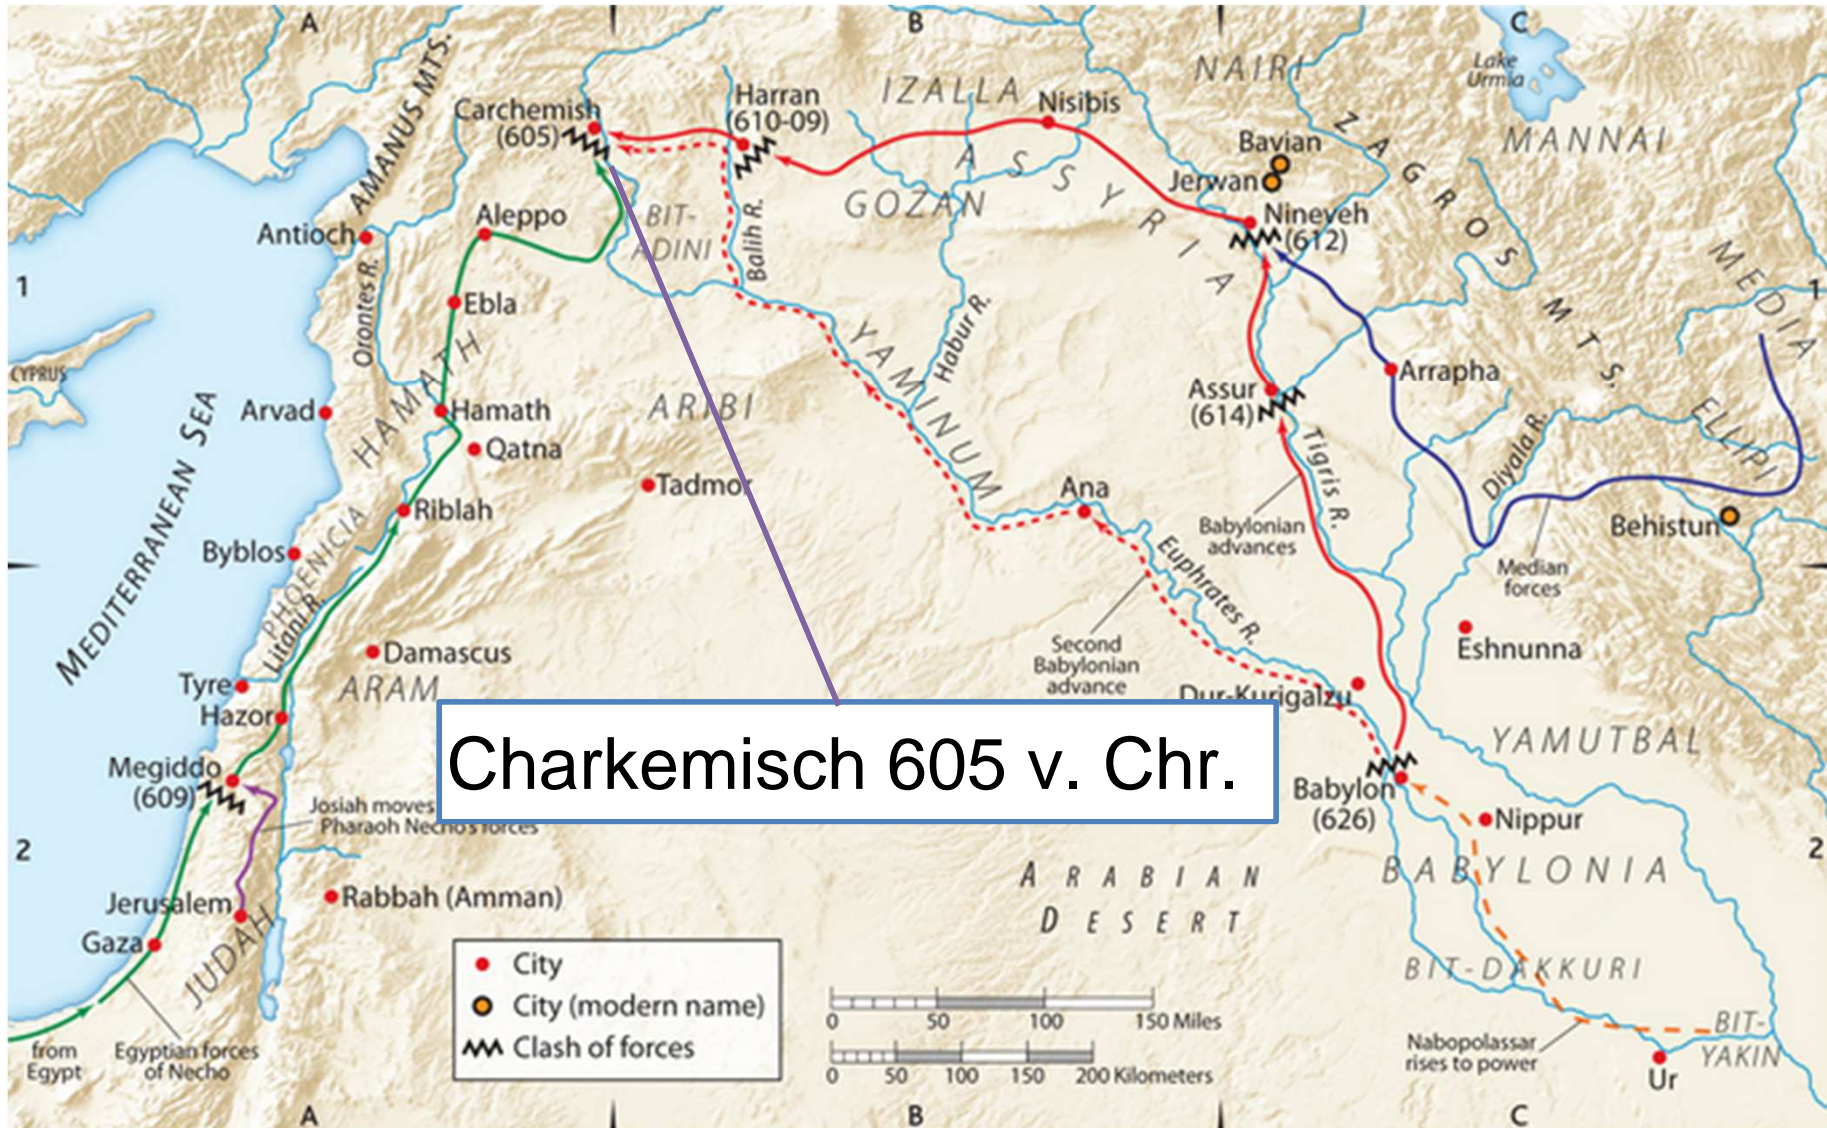 A
B
C
NAIRI
Lake
Urmia
IZALLA
Harran
(610-09)
Nisibis
Carchemish
(605)
AMANUS MTS.
ZAGROS MTS.
MANNAI
Bavian
Jerwan
ASSYRIA
GOZAN
BIT-
ADINI
Balih R.
Aleppo
Antioch
Nineveh
(612)
MEDIA
1
1
Orontes R.
Ebla
Habur R.
YAMINUM
CYPRUS
HAMATH
Arrapha
Assur
(614)
Arvad
Hamath
ARIBI
Qatna
ELLIPI
Diyala R.
Tigris R.
MEDITERRANEAN SEA
Tadmor
Ana
Riblah
Babylonian
advances
Behistun
Byblos
PHOENICIA
Euphrates R.
Median
forces
Litani R.
Second
Babylonian
advance
Eshnunna
Damascus
ARAM
Tyre
Hazor
Dur-Kurigalzu
Charkemisch 605 v. Chr.
YAMUTBAL
Megiddo
(609)
Josiah moves
Pharaoh Necho's forces
Babylon
(626)
Nippur
2
2
BABYLONIA
ARABIAN
DESERT
Rabbah (Amman)
Jerusalem
Gaza
JUDAH
City
City (modern name)
Clash of forces
BIT-DAKKURI
0 50 100 150 Miles
0 50 100 150 200 Kilometers
BIT-
YAKIN
Nabopolassar
rises to power
Ur
from
Egypt
Egyptian forces
of Necho
A
B
C